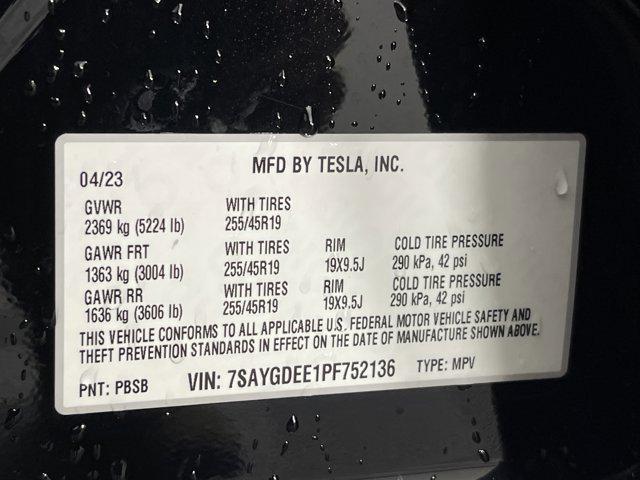 MFD BY TESLA, INC.
04/23
GVWR WITH TIRES
2369 kg (5224 lb) 255/45R19
GAWR FRT WITH TIRES RIM COLD TIRE PRESSURE
1363 kg (3004 lb) 255/45R19 19X9.5J 290 kPa, 42 psi
GAWR RR WITH TIRES RIM COLD TIRE PRESSURE
1636 kg (3606 lb) 255/45R19 19X9.5J 290 kPa, 42 psi
THIS VEHICLE CONFORMS TO ALL APPLICABLE U.S. FEDERAL MOTOR VEHICLE SAFETY AND
THEFT PREVENTION STANDARDS IN EFFECT ON THE DATE OF MANUFACTURE SHOWN ABOVE.
PNT: PBSB VIN: 7SAYGDEE1PF752136 TYPE: MPV